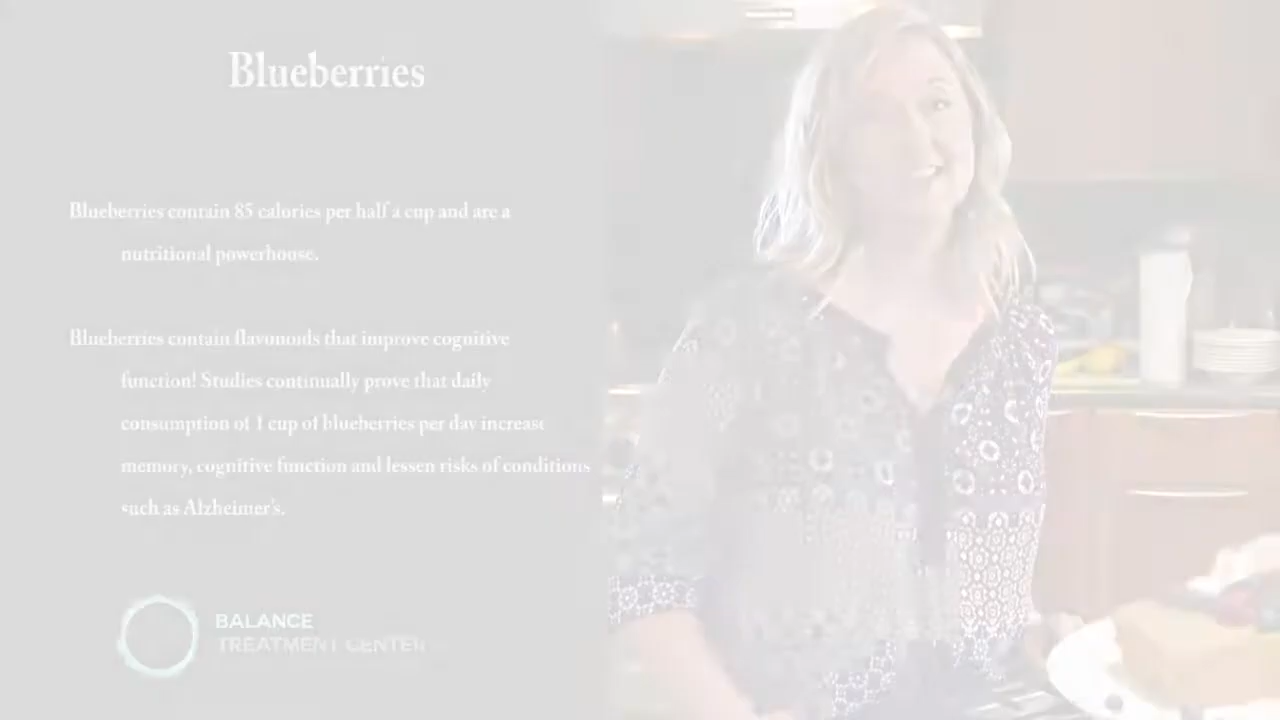 Blueberries
Blueberries contain 85 calories per half a cup and are a
nutritional powerhouse.
Blueberries contain flavonoids that improve cognitive
function! Studies continually prove that daily
consumption of 1 cup of blueberries per day increase
memory, cognitive function and lessen risks of conditions
such as Alzheimer's.
BALANCE
TREATMENT CENTER